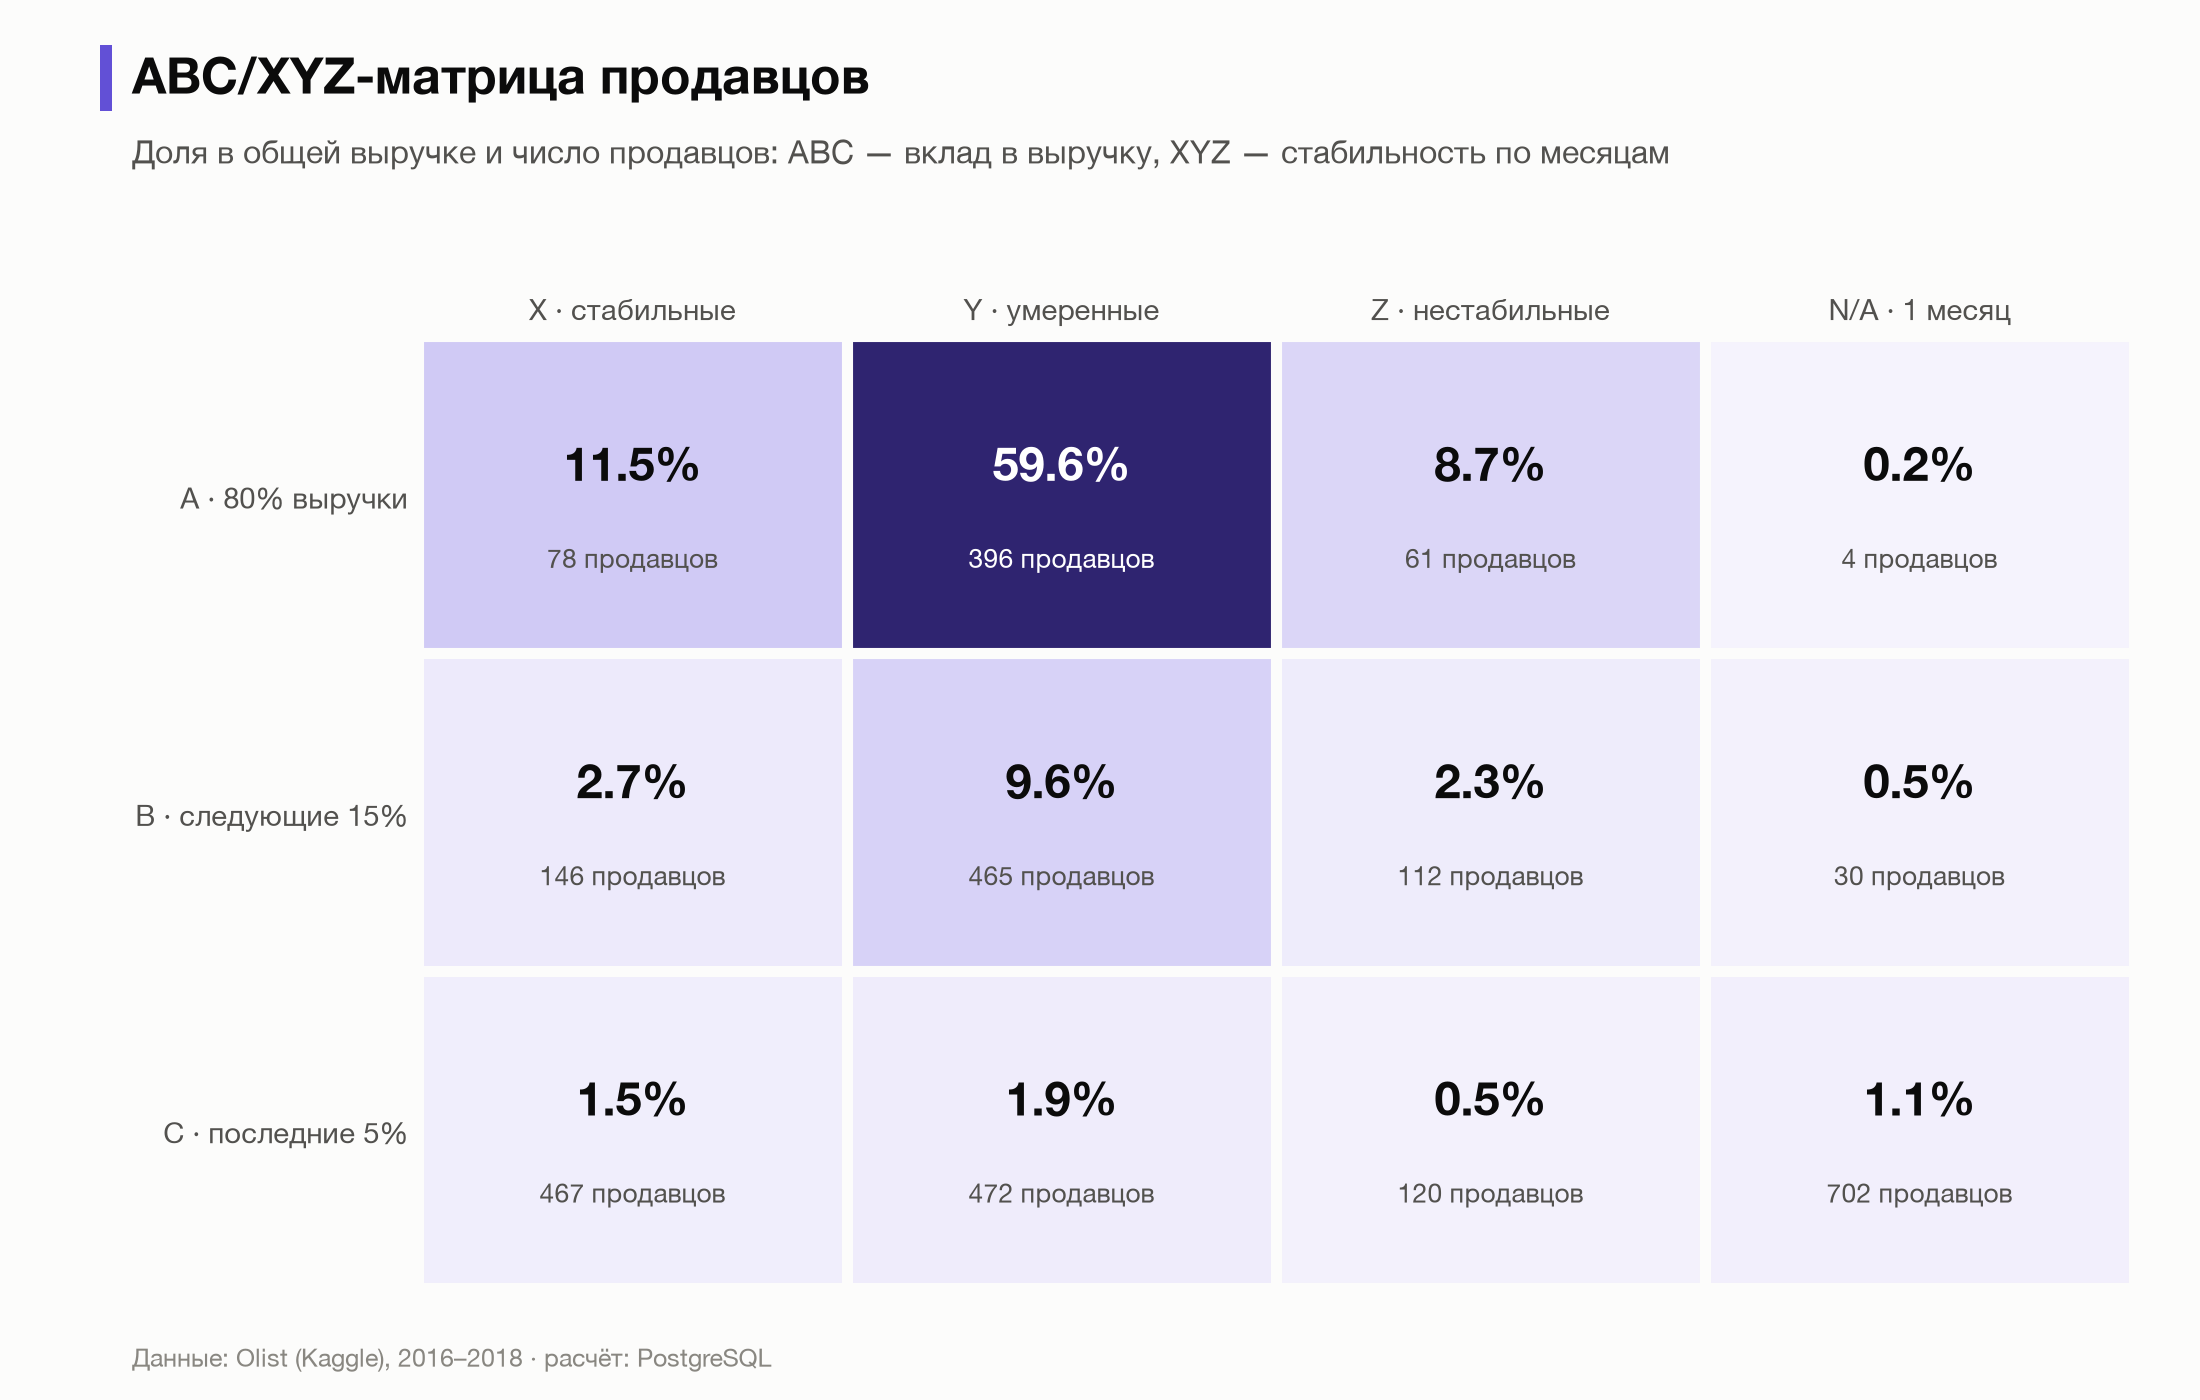 ABC/XYZ-матрица продавцов
Доля в общей выручке и число продавцов: ABC — вклад в выручку, XYZ — стабильность по месяцам
X · стабильные
Y · умеренные
Z · нестабильные
N/A · 1 месяц
A · 80% выручки
11.5%
59.6%
8.7%
0.2%
78 продавцов
396 продавцов
61 продавцов
4 продавцов
B · следующие 15%
2.7%
9.6%
2.3%
0.5%
146 продавцов
465 продавцов
112 продавцов
30 продавцов
C · последние 5%
1.5%
1.9%
0.5%
1.1%
467 продавцов
472 продавцов
120 продавцов
702 продавцов
Данные: Olist (Kaggle), 2016–2018 · расчёт: PostgreSQL